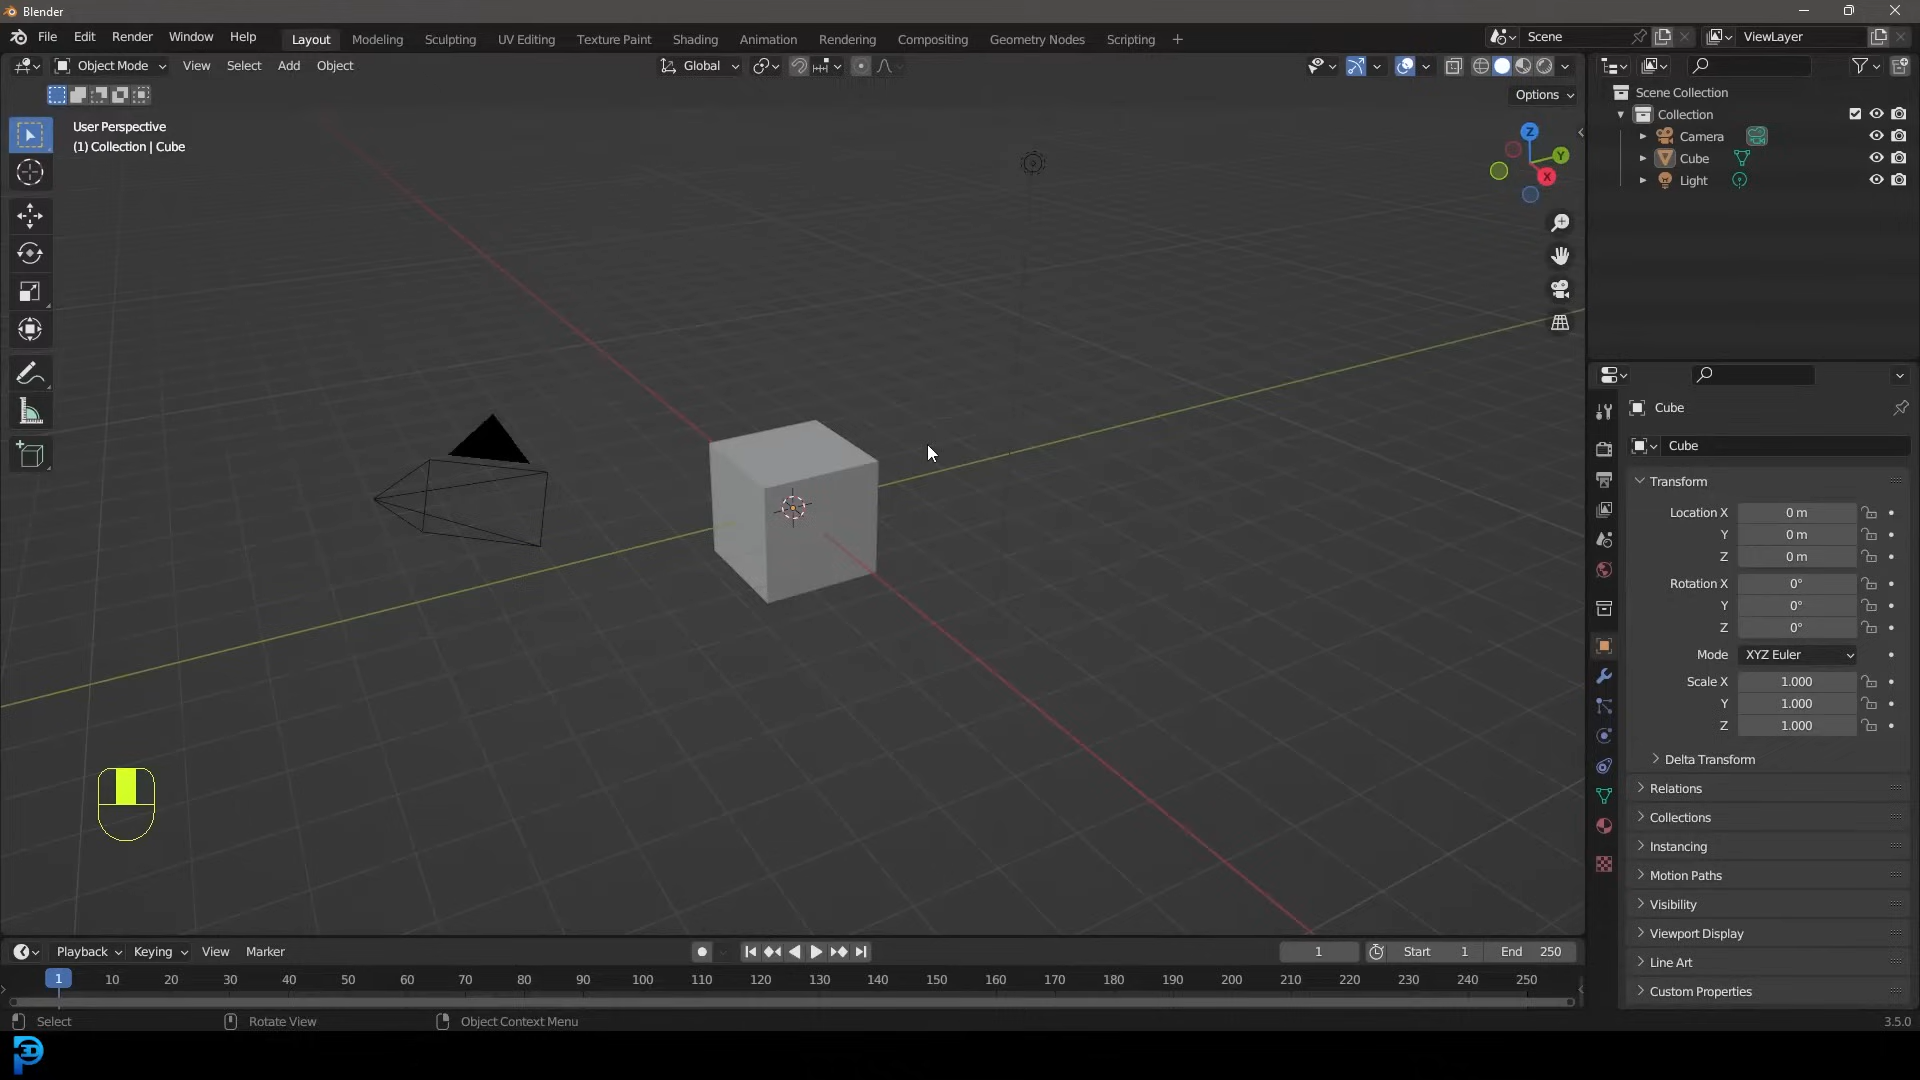 Blender
File Edit Render Window Help Layout Modeling Sculpting UV Editing Texture Paint Shading Animation Rendering Compositing Geometry Nodes Scripting + Scene ViewLayer
Object Mode View Select Add Object Global
Options
User Perspective
(1) Collection | Cube
Z
Y
X
Scene Collection
Collection
Camera
Cube
Light
Cube
Cube
Transform
Location X 0 m
Y 0 m
Z 0 m
Rotation X 0°
Y 0°
Z 0°
Mode XYZ Euler
Scale X 1.000
Y 1.000
Z 1.000
Delta Transform
Relations
Collections
Instancing
Motion Paths
Visibility
Viewport Display
Line Art
Custom Properties
Playback Keying View Marker 1 Start 1 End 250
1 10 20 30 40 50 60 70 80 90 100 110 120 130 140 150 160 170 180 190 200 210 220 230 240 250
Select Rotate View Object Context Menu 3.5.0
P3D